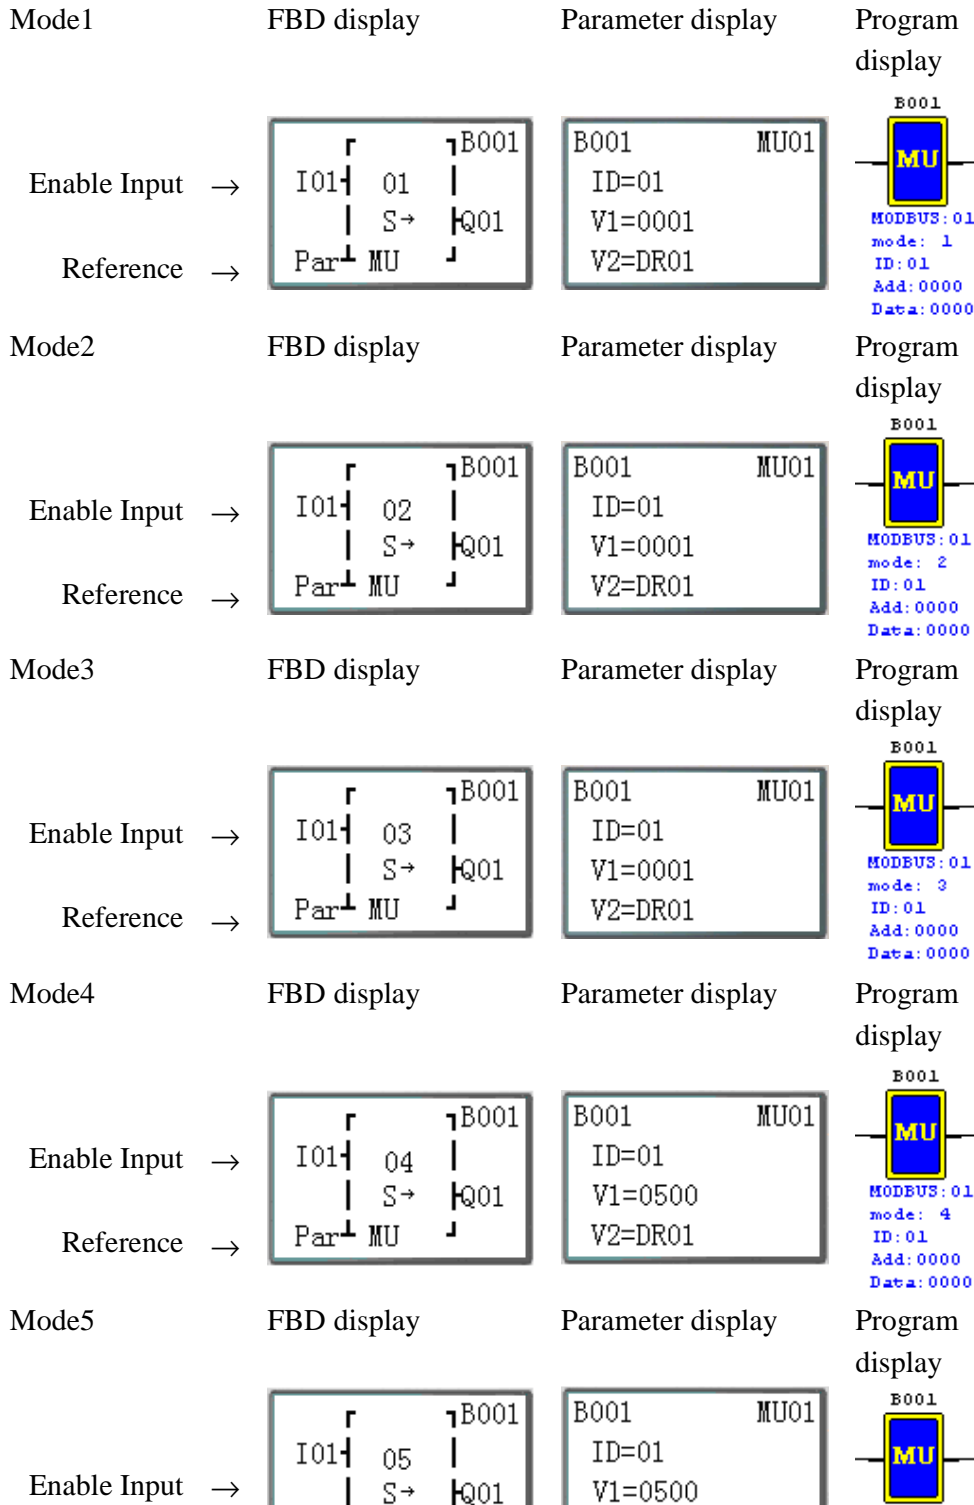 Mode1 FBD display Parameter display Program
display
B001
B001 B001 MU01
MU
Enable Input → I01 01 ID=01
S→ Q01 V1=0001 MODBUS:01
mode: 1
Reference → Par MU V2=DR01 ID:01
Add:0000
Data:0000
Mode2 FBD display Parameter display Program
display
B001
B001 B001 MU01
MU
Enable Input → I01 02 ID=01
S→ Q01 V1=0001 MODBUS:01
mode: 2
Reference → Par MU V2=DR01 ID:01
Add:0000
Data:0000
Mode3 FBD display Parameter display Program
display
B001
B001 B001 MU01
MU
Enable Input → I01 03 ID=01
S→ Q01 V1=0001 MODBUS:01
mode: 3
Reference → Par MU V2=DR01 ID:01
Add:0000
Data:0000
Mode4 FBD display Parameter display Program
display
B001
B001 B001 MU01
MU
Enable Input → I01 04 ID=01
S→ Q01 V1=0500 MODBUS:01
mode: 4
Reference → Par MU V2=DR01 ID:01
Add:0000
Data:0000
Mode5 FBD display Parameter display Program
display
B001
B001 B001 MU01
MU
I01 05 ID=01
Enable Input → S→ Q01 V1=0500